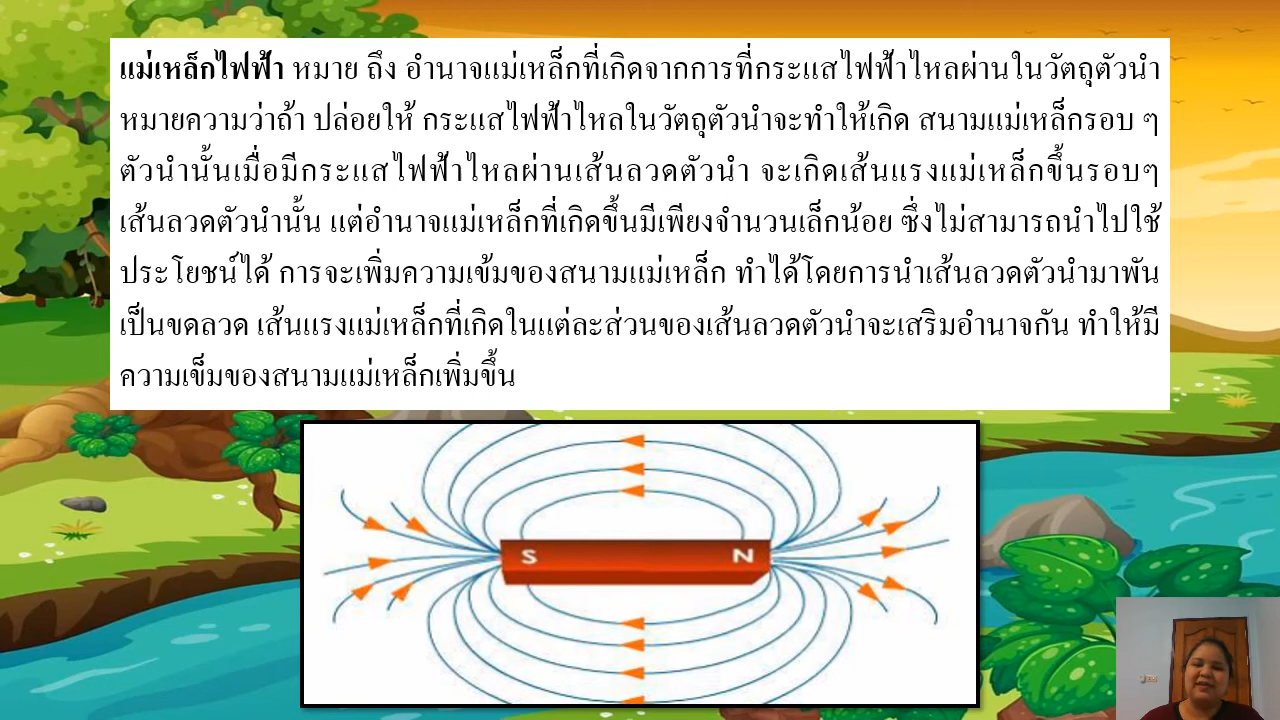 แม่เหล็กไฟฟ้า หมาย ถึง อำนาจแม่เหล็กที่เกิดจากการที่กระแสไฟฟ้าไหลผ่านในวัตถุตัวนำ
หมายความว่าถ้า ปล่อยให้ กระแสไฟฟ้าไหลในวัตถุตัวนำจะทำให้เกิด สนามแม่เหล็กรอบ ๆ
ตัวนำนั้นเมื่อมีกระแสไฟฟ้าไหลผ่านเส้นลวดตัวนำ จะเกิดเส้นแรงแม่เหล็กขึ้นรอบๆ
เส้นลวดตัวนำนั้น แต่อำนาจแม่เหล็กที่เกิดขึ้นมีเพียงจำนวนเล็กน้อย ซึ่งไม่สามารถนำไปใช้
ประโยชน์ได้ การจะเพิ่มความเข้มของสนามแม่เหล็ก ทำได้โดยการนำเส้นลวดตัวนำมาพัน
เป็นขดลวด เส้นแรงแม่เหล็กที่เกิดในแต่ละส่วนของเส้นลวดตัวนำจะเสริมอำนาจกัน ทำให้มี
ความเข็มของสนามแม่เหล็กเพิ่มขึ้น
S N